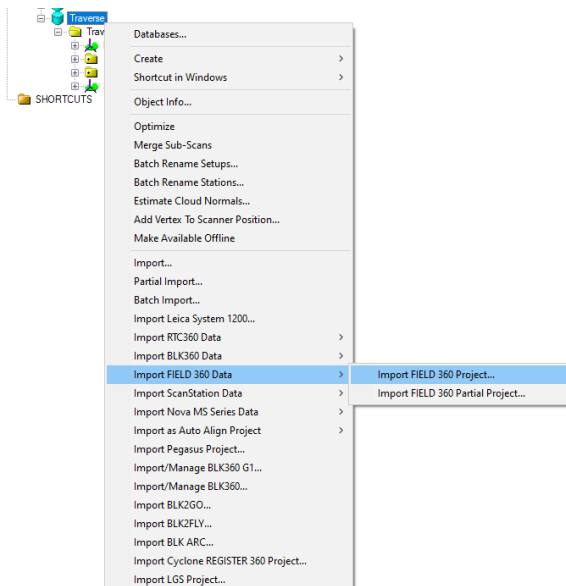 Traverse
Trav
SHORTCUTS
Databases...
Create
Shortcut in Windows
Object Info...
Optimize
Merge Sub-Scans
Batch Rename Setups...
Batch Rename Stations...
Estimate Cloud Normals...
Add Vertex To Scanner Position...
Make Available Offline
Import...
Partial Import...
Batch Import...
Import Leica System 1200...
Import RTC360 Data
Import BLK360 Data
Import FIELD 360 Data
Import FIELD 360 Project...
Import FIELD 360 Partial Project...
Import ScanStation Data
Import Nova MS Series Data
Import as Auto Align Project
Import Pegasus Project...
Import/Manage BLK360 G1...
Import/Manage BLK360...
Import BLK2GO...
Import BLK2FLY...
Import BLK ARC...
Import Cyclone REGISTER 360 Project...
Import LGS Project...